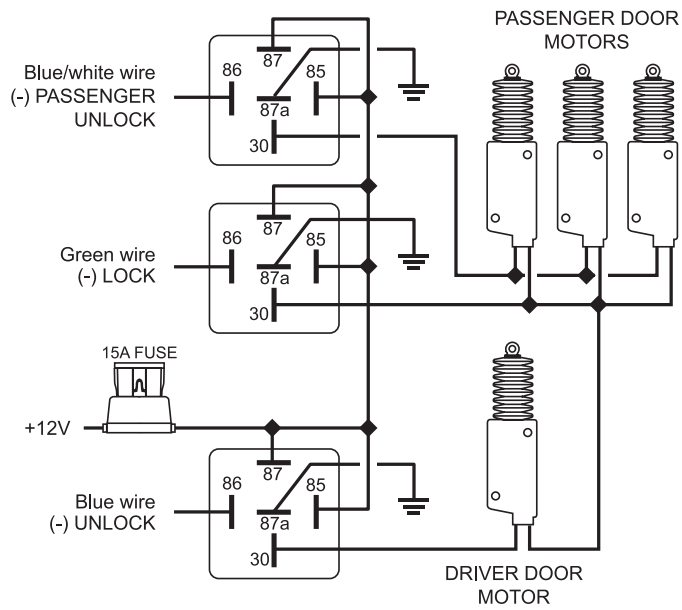 PASSENGER DOOR
MOTORS
Blue/white wire
(-) PASSENGER
UNLOCK
86
87
85
87a
30
Green wire
(-) LOCK
86
87
85
87a
30
15A FUSE
+12V
Blue wire
(-) UNLOCK
86
87
85
87a
30
DRIVER DOOR
MOTOR